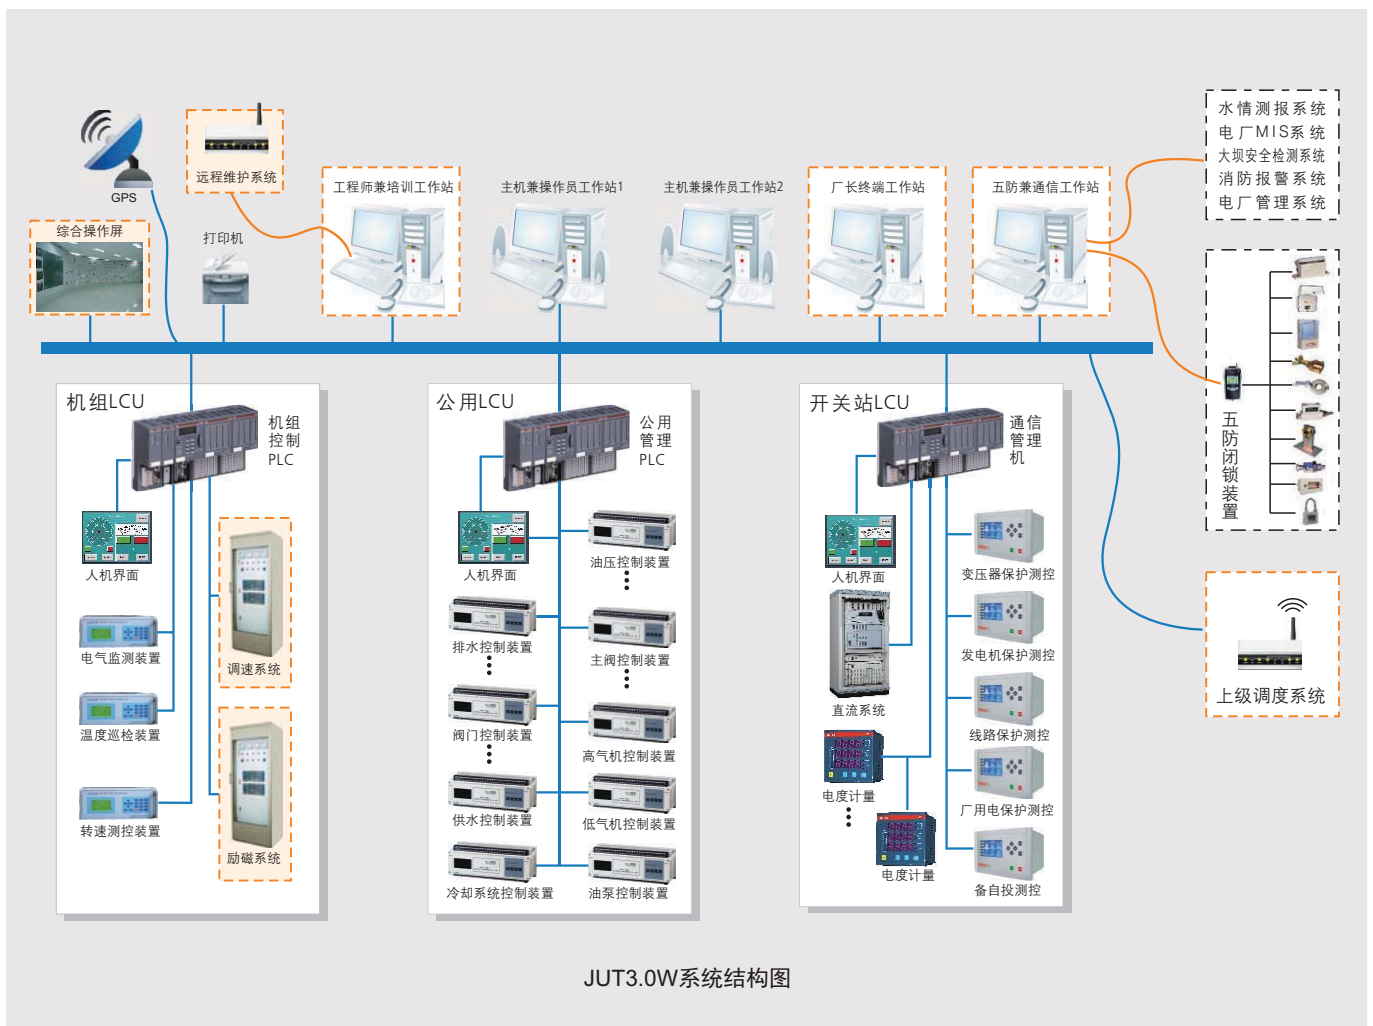 GPS
远程维护系统
综合操作屏
打印机
工程师兼培训工作站
主机兼操作员工作站1
主机兼操作员工作站2
厂长终端工作站
五防兼通信工作站
水情测报系统
电厂MIS系统
大坝安全检测系统
消防报警系统
电厂管理系统
五防闭锁装置
上级调度系统
机组LCU
机组
控制
PLC
人机界面
电气监测装置
温度巡检装置
转速测控装置
调速系统
励磁系统
公用LCU
公用
管理
PLC
人机界面
油压控制装置
排水控制装置
主阀控制装置
阀门控制装置
高气机控制装置
供水控制装置
低气机控制装置
冷却系统控制装置
油泵控制装置
开关站LCU
通信
管理
机
人机界面
直流系统
电度计量
电度计量
变压器保护测控
发电机保护测控
线路保护测控
厂用电保护测控
备自投测控
JUT3.0W系统结构图